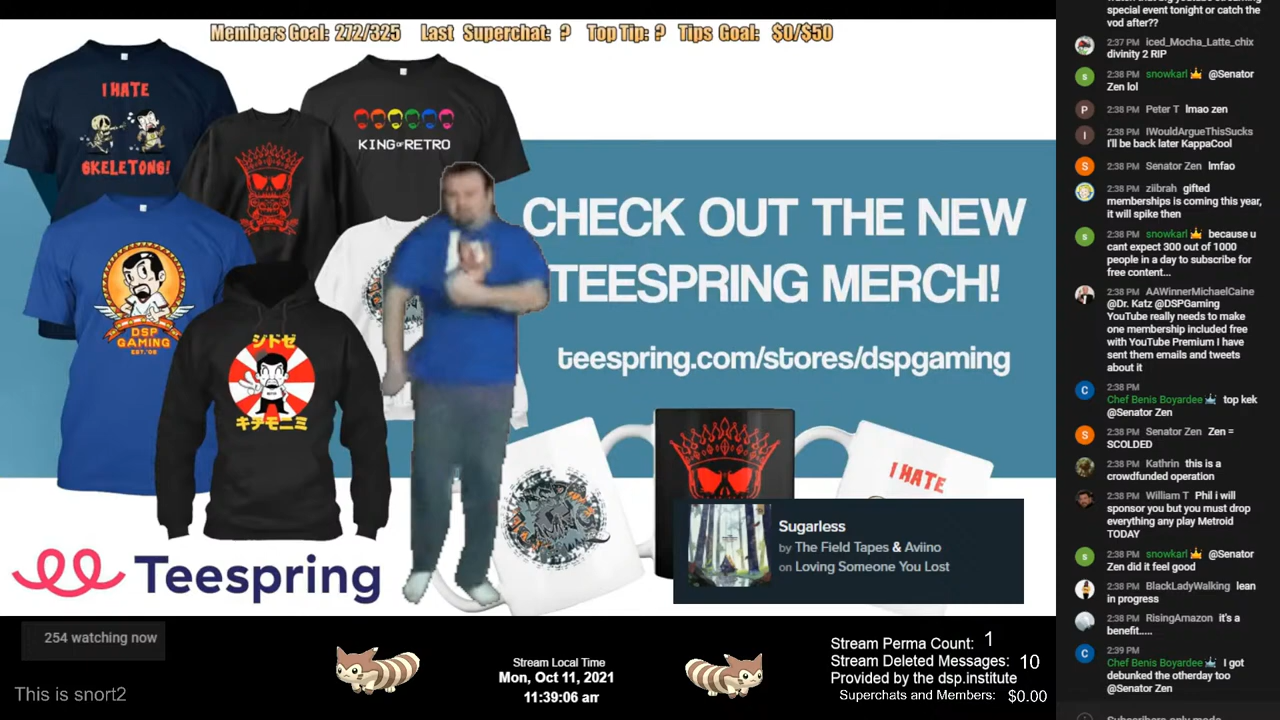 Members Goal: 272/325 Last Superchat: ? Top Tip: ? Tips Goal: $0/$50
I HATE
SKELETONG!
KING OF RETRO
DSP
GAMING
EST. '08
ジドゼ
キチモニミ
CHECK OUT THE NEW
TEESPRING MERCH!
teespring.com/stores/dspgaming
I HATE
DSP
GAMING
Sugarless
by The Field Tapes & Aviino
on Loving Someone You Lost
Teespring
254 watching now
This is snort2
Stream Local Time
Mon, Oct 11, 2021
11:39:06 am
Stream Perma Count: 1
Stream Deleted Messages: 10
Provided by the dsp.institute
Superchats and Members: $0.00
special event tonight or catch the
vod after??
2:37 PM iced_Mocha_Latte_chix
divinity 2 RIP
2:38 PM snowkarl @Senator
Zen lol
2:38 PM Peter T lmao zen
2:38 PM IWouldArgueThisSucks
I'll be back later KappaCool
2:38 PM Senator Zen lmfao
2:38 PM ziibrah gifted
memberships is coming this year,
it will spike then
2:38 PM snowkarl because u
cant expect 300 out of 1000
people in a day to subscribe for
free content...
2:38 PM AAWinnerMichaelCaine
@Dr. Katz @DSPGaming
YouTube really needs to make
one membership included free
with YouTube Premium I have
sent them emails and tweets
about it
2:38 PM
Chef Benis Boyardee top kek
@Senator Zen
2:38 PM Senator Zen Zen =
SCOLDED
2:38 PM Kathrin this is a
crowdfunded operation
2:38 PM William T Phil i will
sponsor you but you must drop
everything any play Metroid
TODAY
2:38 PM snowkarl @Senator
Zen did it feel good
2:38 PM BlackLadyWalking lean
in progress
2:38 PM RisingAmazon it's a
benefit.....
2:39 PM
Chef Benis Boyardee I got
debunked the otherday too
@Senator Zen
Subscribers-only mode